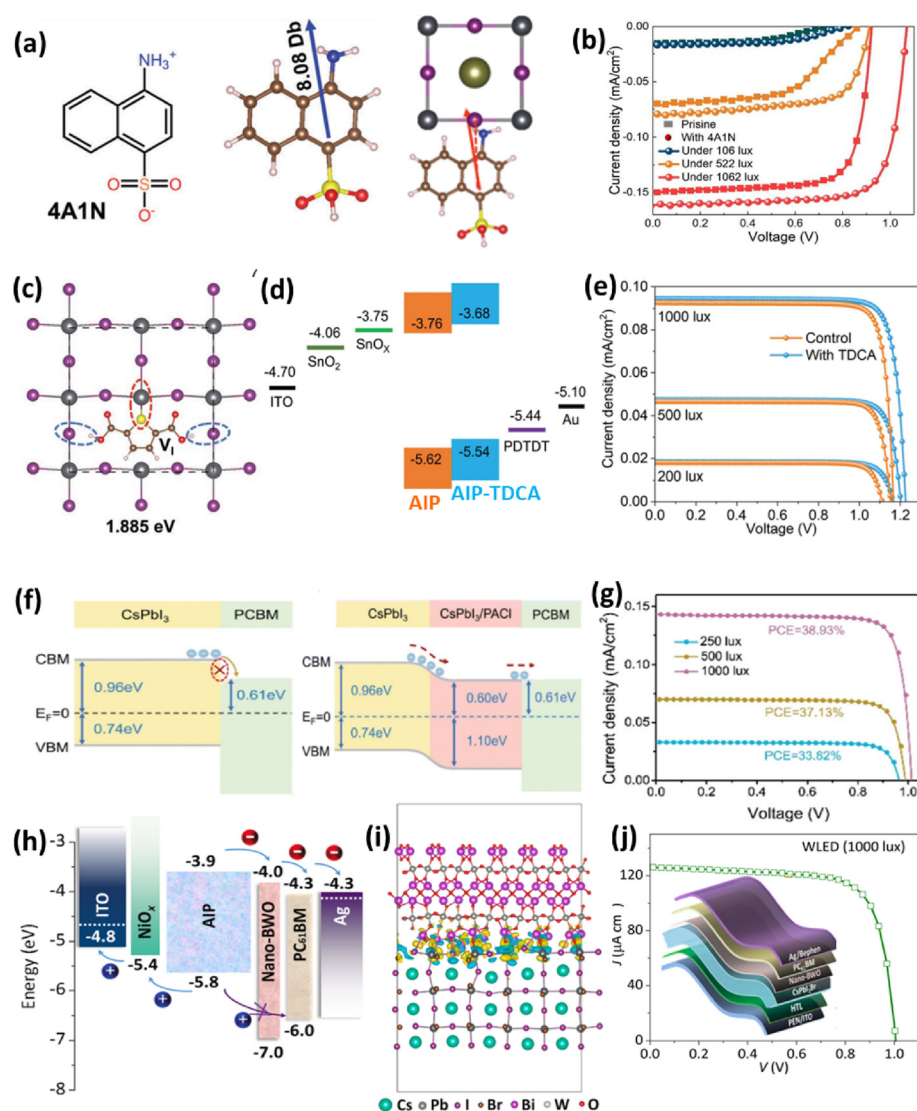 (a)
NH3+
O
S
O
O-
4A1N
8.08 Db
(b)
Current density (mA/cm²)
0.00
-0.05
-0.10
-0.15
Prisine
With 4A1N
Under 106 lux
Under 522 lux
Under 1062 lux
0.0 0.2 0.4 0.6 0.8 1.0
Voltage (V)
(c)
VI
1.885 eV
(d)
-4.70
ITO
-4.06
SnO2
-3.75
SnOX
-3.76
-3.68
-5.62
-5.54
AIP
AIP-TDCA
-5.44
PDTDT
-5.10
Au
(e)
Current density (mA/cm²)
0.10
0.08
0.06
0.04
0.02
0.00
1000 lux
Control
With TDCA
500 lux
200 lux
0.0 0.2 0.4 0.6 0.8 1.0 1.2
Voltage (V)
(f)
CsPbI3 PCBM
CBM
0.96eV
0.61eV
EF=0
0.74eV
VBM
CsPbI3 CsPbI3/PACl PCBM
CBM
0.96eV
0.60eV
0.61eV
EF=0
0.74eV
1.10eV
VBM
(g)
Current density (mA/cm²)
0.15
0.10
0.05
0.00
PCE=38.93%
250 lux
500 lux
1000 lux
PCE=37.13%
PCE=33.82%
0.0 0.2 0.4 0.6 0.8 1.0
Voltage (V)
(h)
Energy (eV)
-3
-4
-5
-6
-7
-8
ITO
-4.8
NiOx
-5.4
-3.9
AIP
-5.8
-4.0
Nano-BWO
-7.0
-4.3
PC61BM
-6.0
-4.3
Ag
(i)
Cs Pb I Br Bi W O
(j)
WLED (1000 lux)
J (μA cm
120
80
40
0
Ag/Bephen
Nano-BWO
CsPbI2Br
HTL
PEN/ITO
0.0 0.2 0.4 0.6 0.8 1.0
V (V)